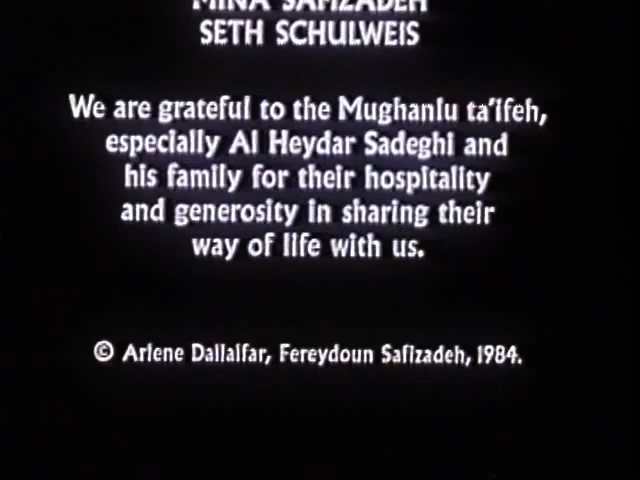 MINA SAFIZADEH
SETH SCHULWEIS
We are grateful to the Mughanlu ta'ifeh,
especially Al Heydar Sadeghi and
his family for their hospitality
and generosity in sharing their
way of life with us.
© Arlene Dallalfar, Fereydoun Safizadeh, 1984.